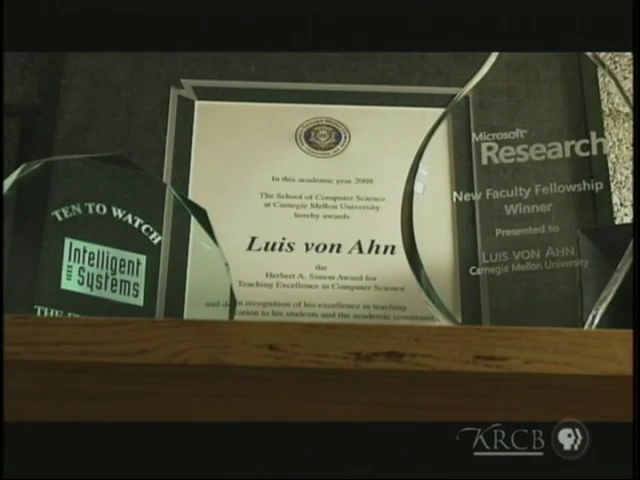 TEN TO WATCH
IEEE
Intelligent
Systems
In this academic year 2008
The School of Computer Science
at Carnegie Mellon University
hereby awards
Luis von Ahn
the
Herbert A. Simon Award for
Teaching Excellence in Computer Science
in recognition of his excellence in teaching
to his students and the academic
Microsoft
Research
New Faculty Fellowship
Winner
Presented to
LUIS VON AHN
Carnegie Mellon University
KRCB